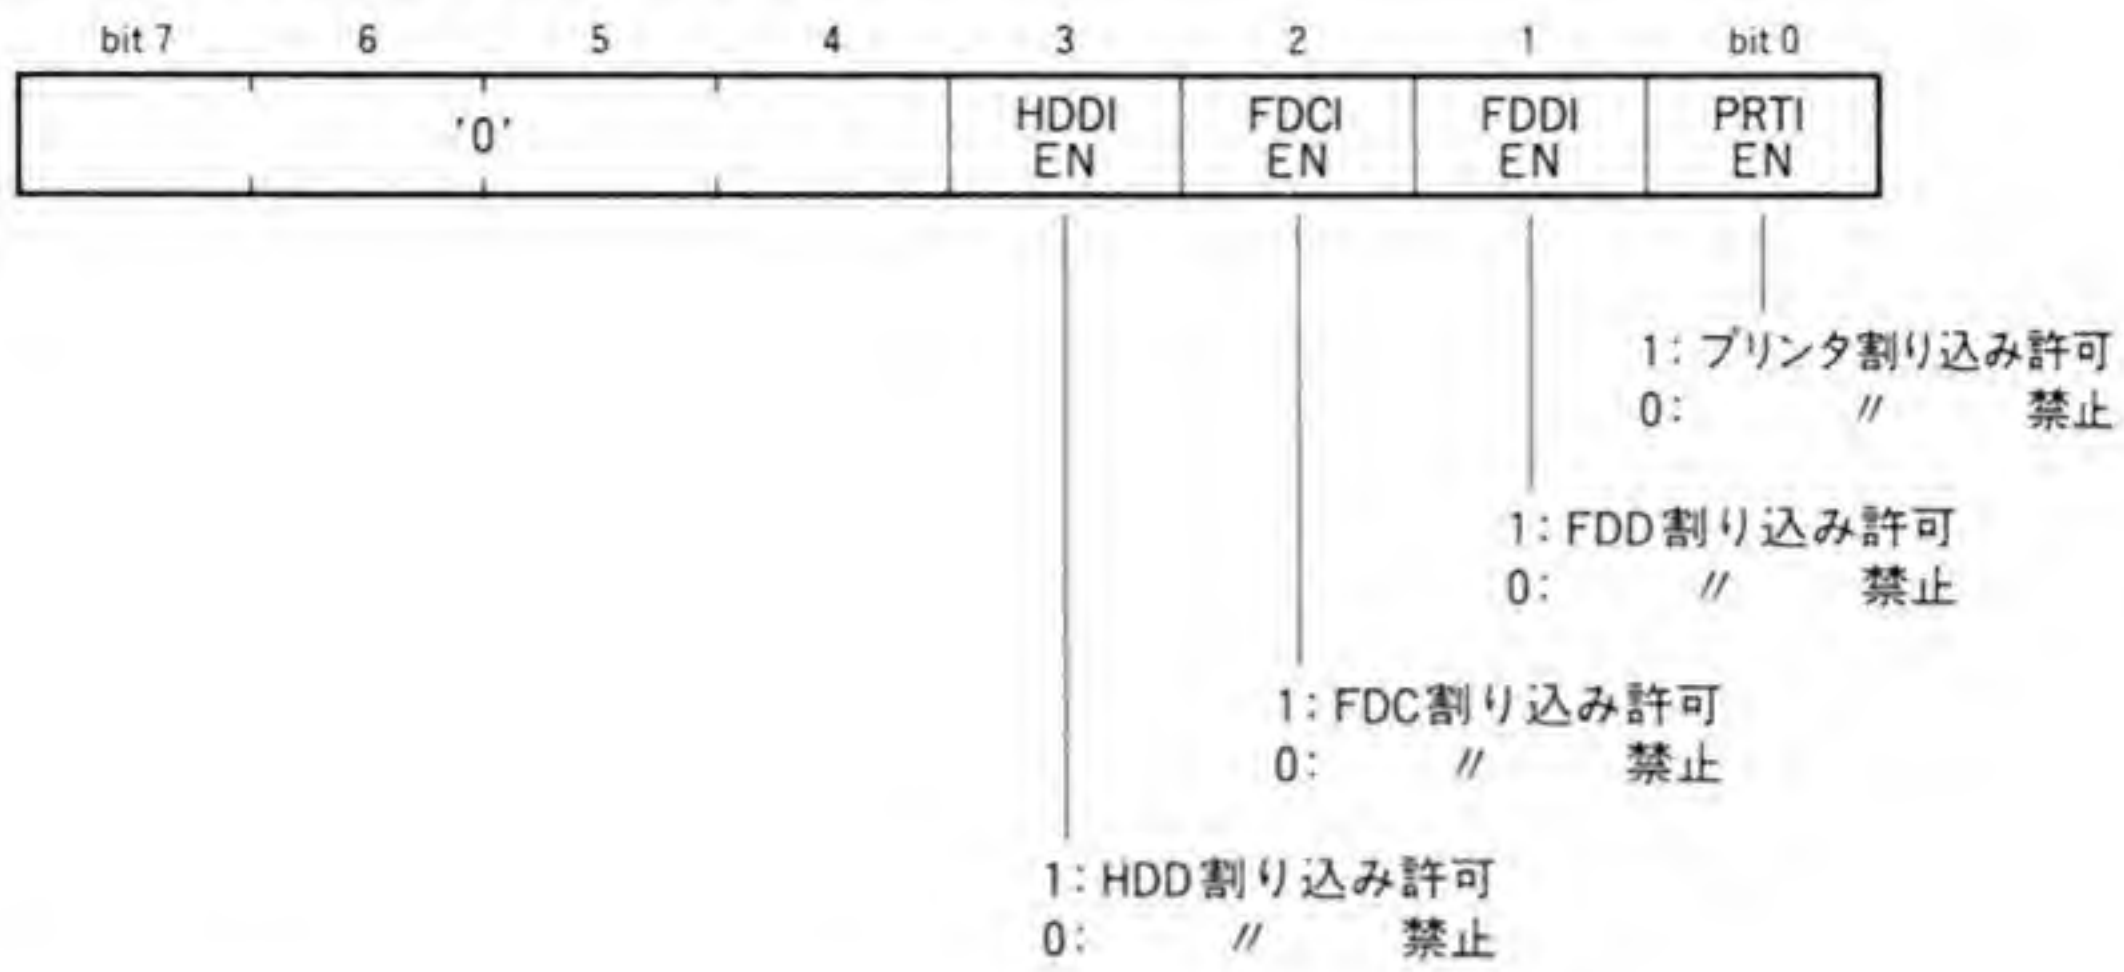 bit 7 6 5 4 3 2 1 bit 0
'0' HDDI EN FDCI EN FDDI EN PRTI EN
1: プリンタ割り込み許可
0: 〃 禁止
1: FDD割り込み許可
0: 〃 禁止
1: FDC割り込み許可
0: 〃 禁止
1: HDD割り込み許可
0: 〃 禁止